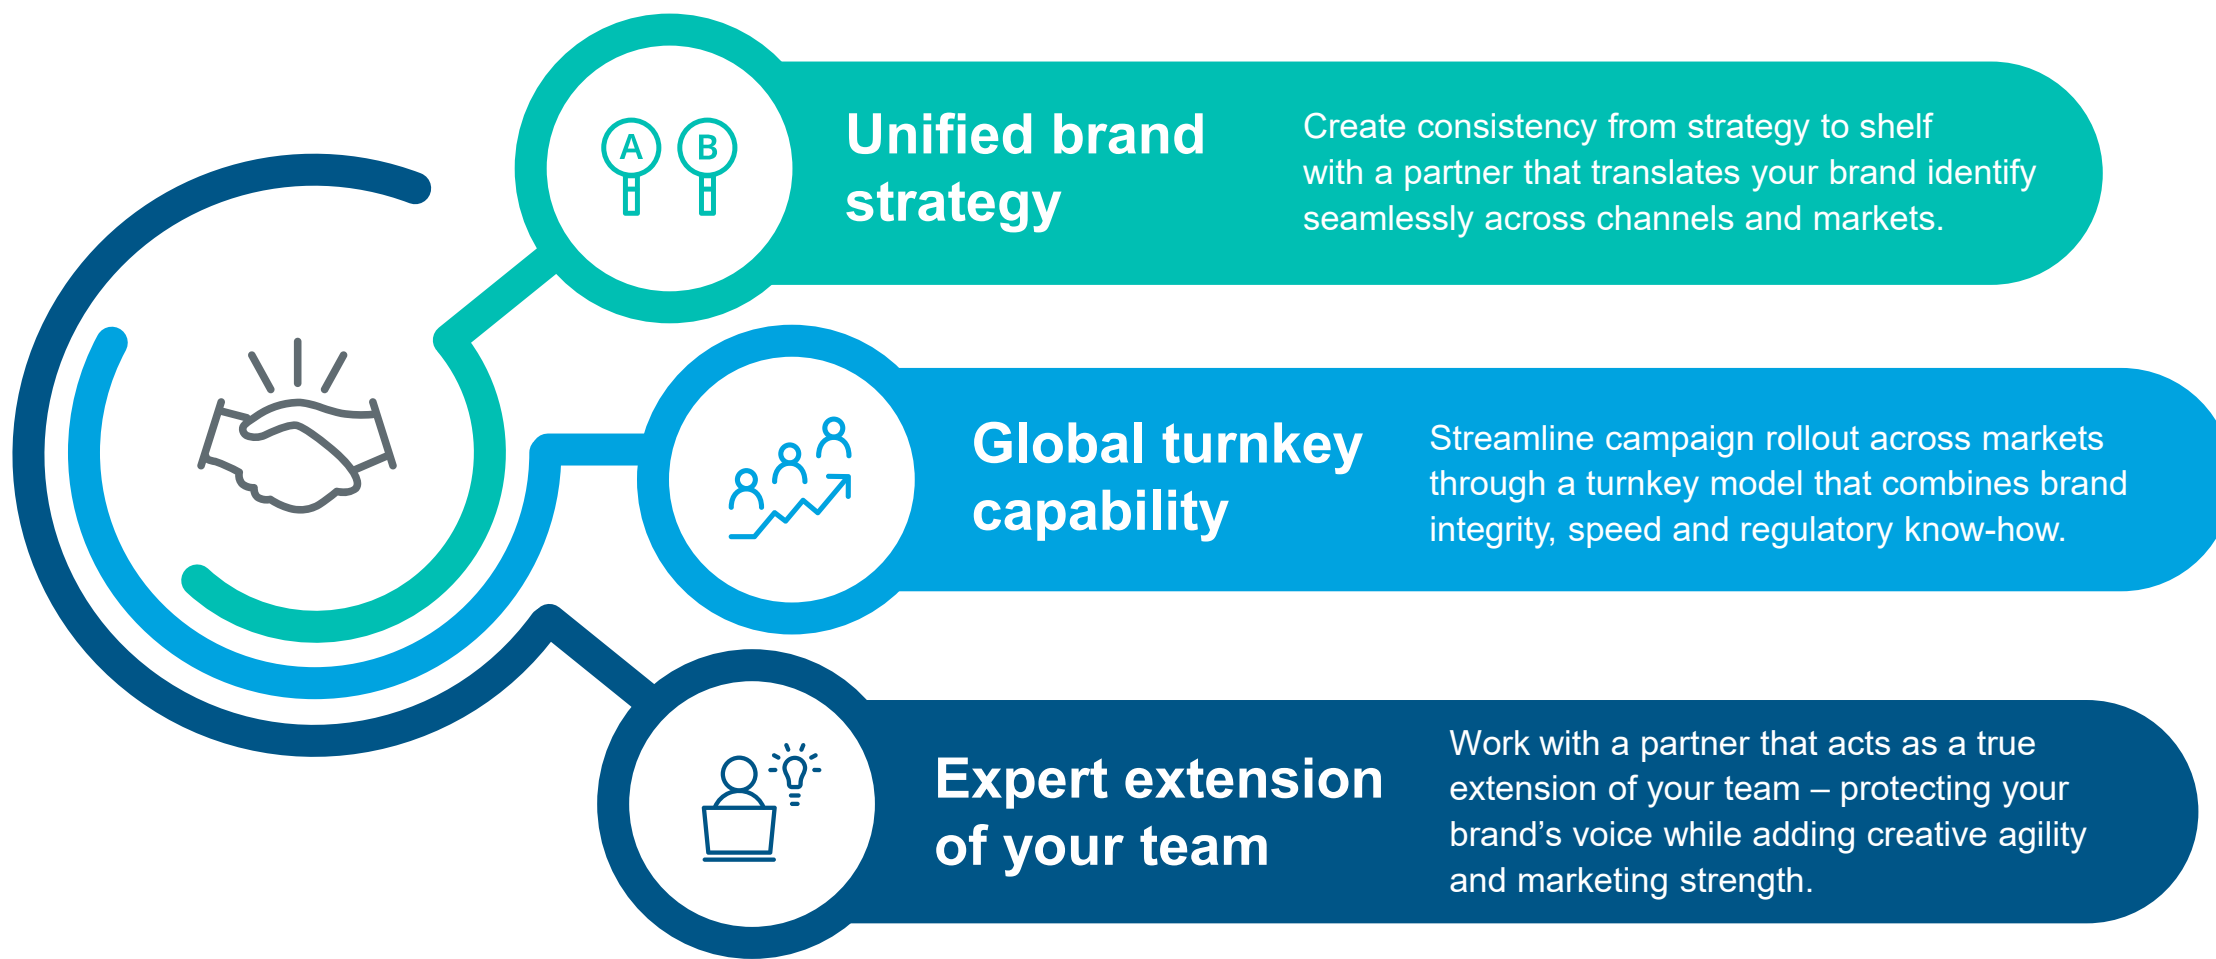 A B
Unified brand
strategy
Create consistency from strategy to shelf
with a partner that translates your brand identify
seamlessly across channels and markets.
Global turnkey
capability
Streamline campaign rollout across markets
through a turnkey model that combines brand
integrity, speed and regulatory know-how.
Expert extension
of your team
Work with a partner that acts as a true
extension of your team – protecting your
brand’s voice while adding creative agility
and marketing strength.